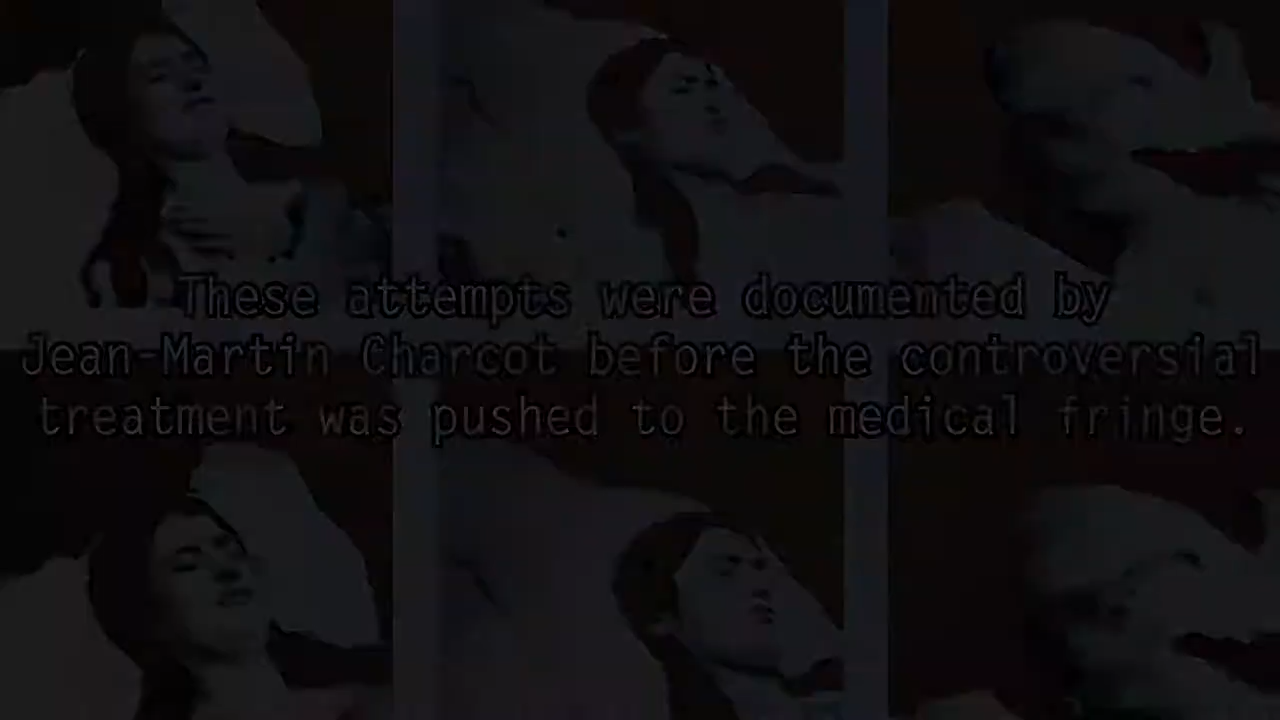 These attempts were documented by
Jean-Martin Charcot before the controversial
treatment was pushed to the medical fringe.